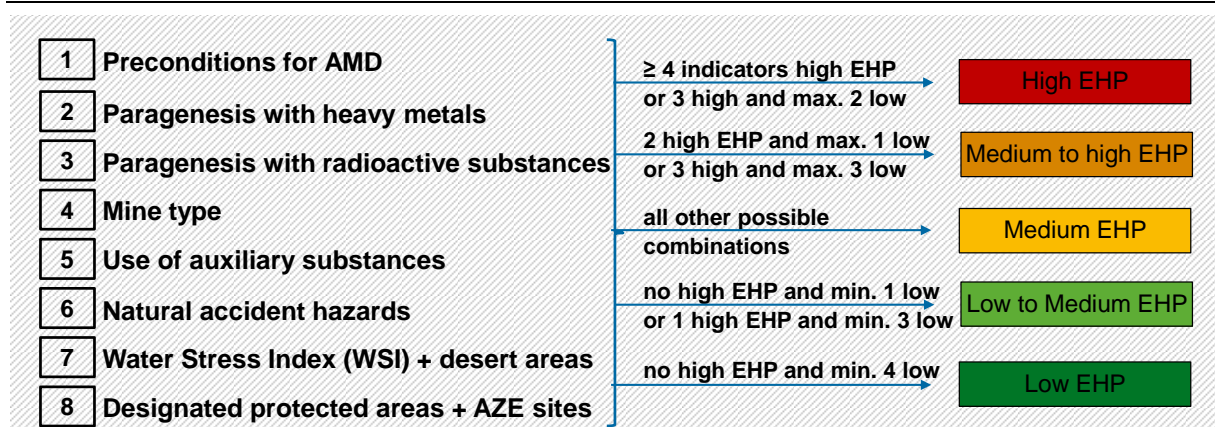 1 Preconditions for AMD
2 Paragenesis with heavy metals
3 Paragenesis with radioactive substances
4 Mine type
5 Use of auxiliary substances
6 Natural accident hazards
7 Water Stress Index (WSI) + desert areas
8 Designated protected areas + AZE sites
≥ 4 indicators high EHP
or 3 high and max. 2 low
High EHP
2 high EHP and max. 1 low
or 3 high and max. 3 low
Medium to high EHP
all other possible
combinations
Medium EHP
no high EHP and min. 1 low
or 1 high EHP and min. 3 low
Low to Medium EHP
no high EHP and min. 4 low
Low EHP